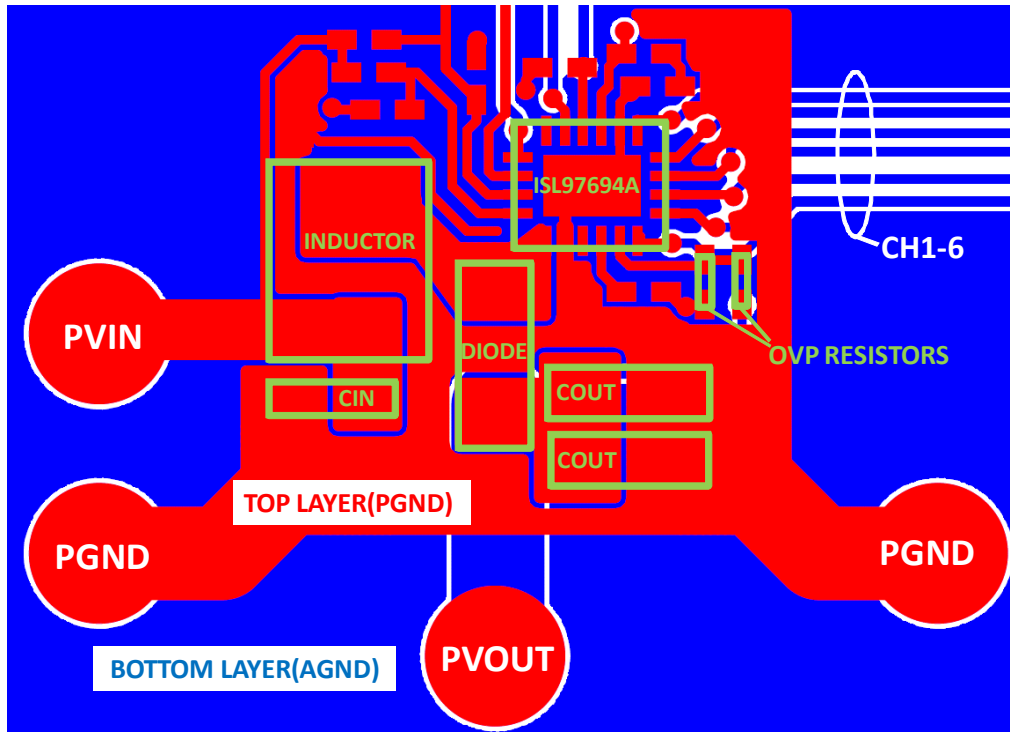 ISL97694A
INDUCTOR
CH1-6
PVIN
DIODE
OVP RESISTORS
CIN
COUT
COUT
TOP LAYER(PGND)
PGND
PGND
PVOUT
BOTTOM LAYER(AGND)